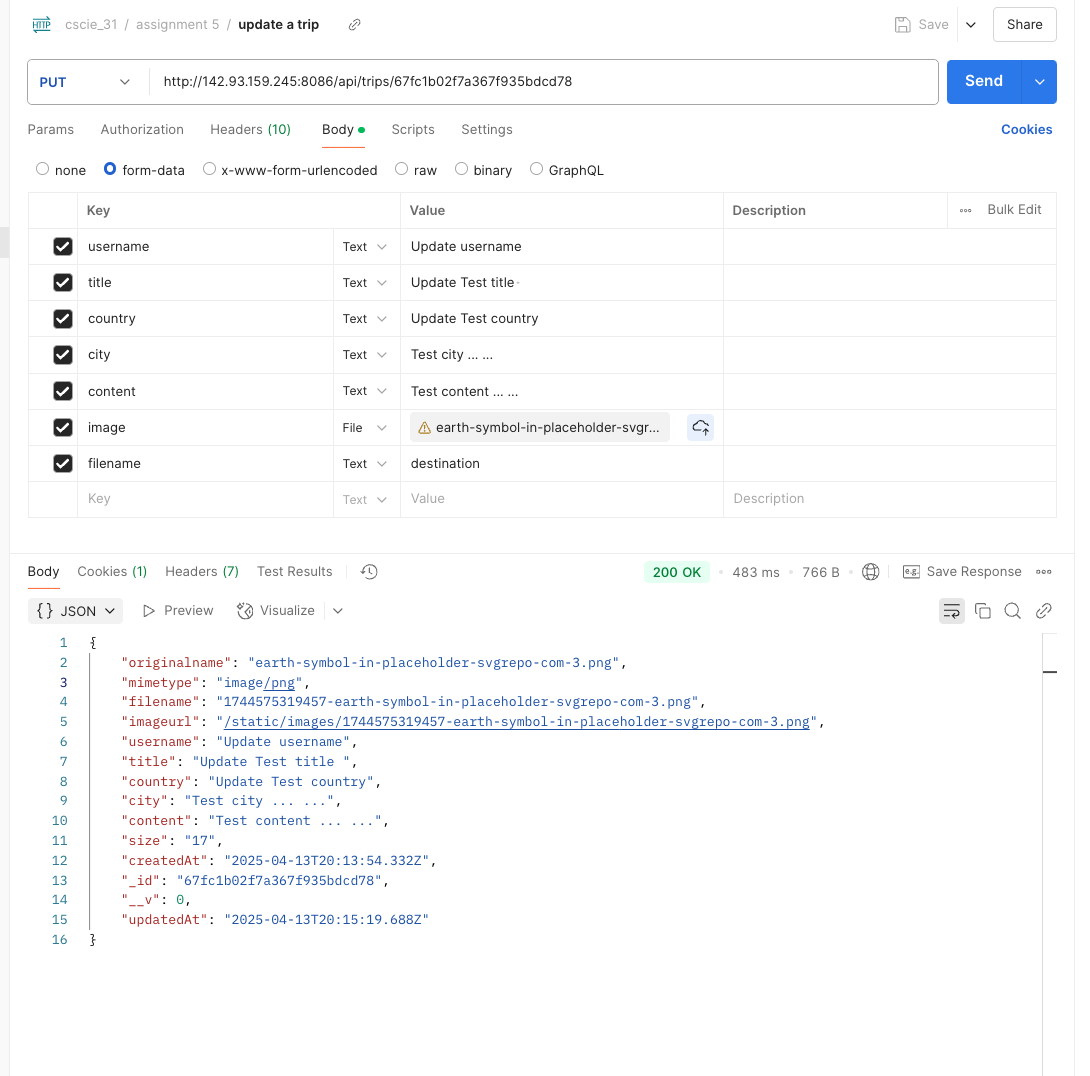 HTTP cscie_31 / assignment 5 / update a trip Save Share
PUT http://142.93.159.245:8086/api/trips/67fc1b02f7a367f935bdcd78 Send
Params Authorization Headers (10) Body Scripts Settings Cookies
none form-data x-www-form-urlencoded raw binary GraphQL
Key Value Description Bulk Edit
username Text Update username
title Text Update Test title
country Text Update Test country
city Text Test city ... ...
content Text Test content ... ...
image File earth-symbol-in-placeholder-svgr...
filename Text destination
Key Text Value Description
Body Cookies (1) Headers (7) Test Results 200 OK 483 ms 766 B e.g. Save Response
{} JSON Preview Visualize
1 {
2 "originalname": "earth-symbol-in-placeholder-svgrepo-com-3.png",
3 "mimetype": "image/png",
4 "filename": "1744575319457-earth-symbol-in-placeholder-svgrepo-com-3.png",
5 "imageurl": "/static/images/1744575319457-earth-symbol-in-placeholder-svgrepo-com-3.png",
6 "username": "Update username",
7 "title": "Update Test title ",
8 "country": "Update Test country",
9 "city": "Test city ... ...",
10 "content": "Test content ... ...",
11 "size": "17",
12 "createdAt": "2025-04-13T20:13:54.332Z",
13 "_id": "67fc1b02f7a367f935bdcd78",
14 "__v": 0,
15 "updatedAt": "2025-04-13T20:15:19.688Z"
16 }